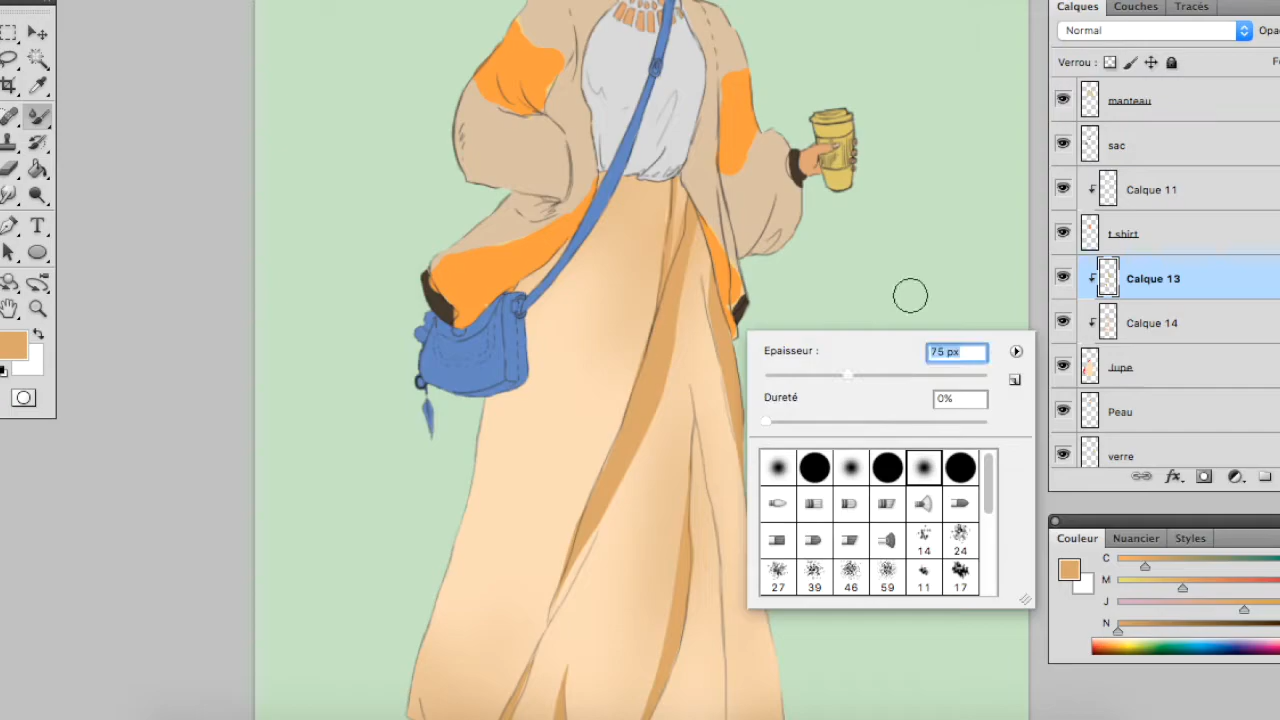 Calques
Couches
Tracés
Normal
Verrou :
manteau
sac
Calque 11
t.shirt
Calque 13
Calque 14
Jupe
Peau
verre
fx
T
Epaisseur :
75 px
Dureté
0%
14
24
27
39
46
59
11
17
Couleur
Nuancier
Styles
C
M
J
N